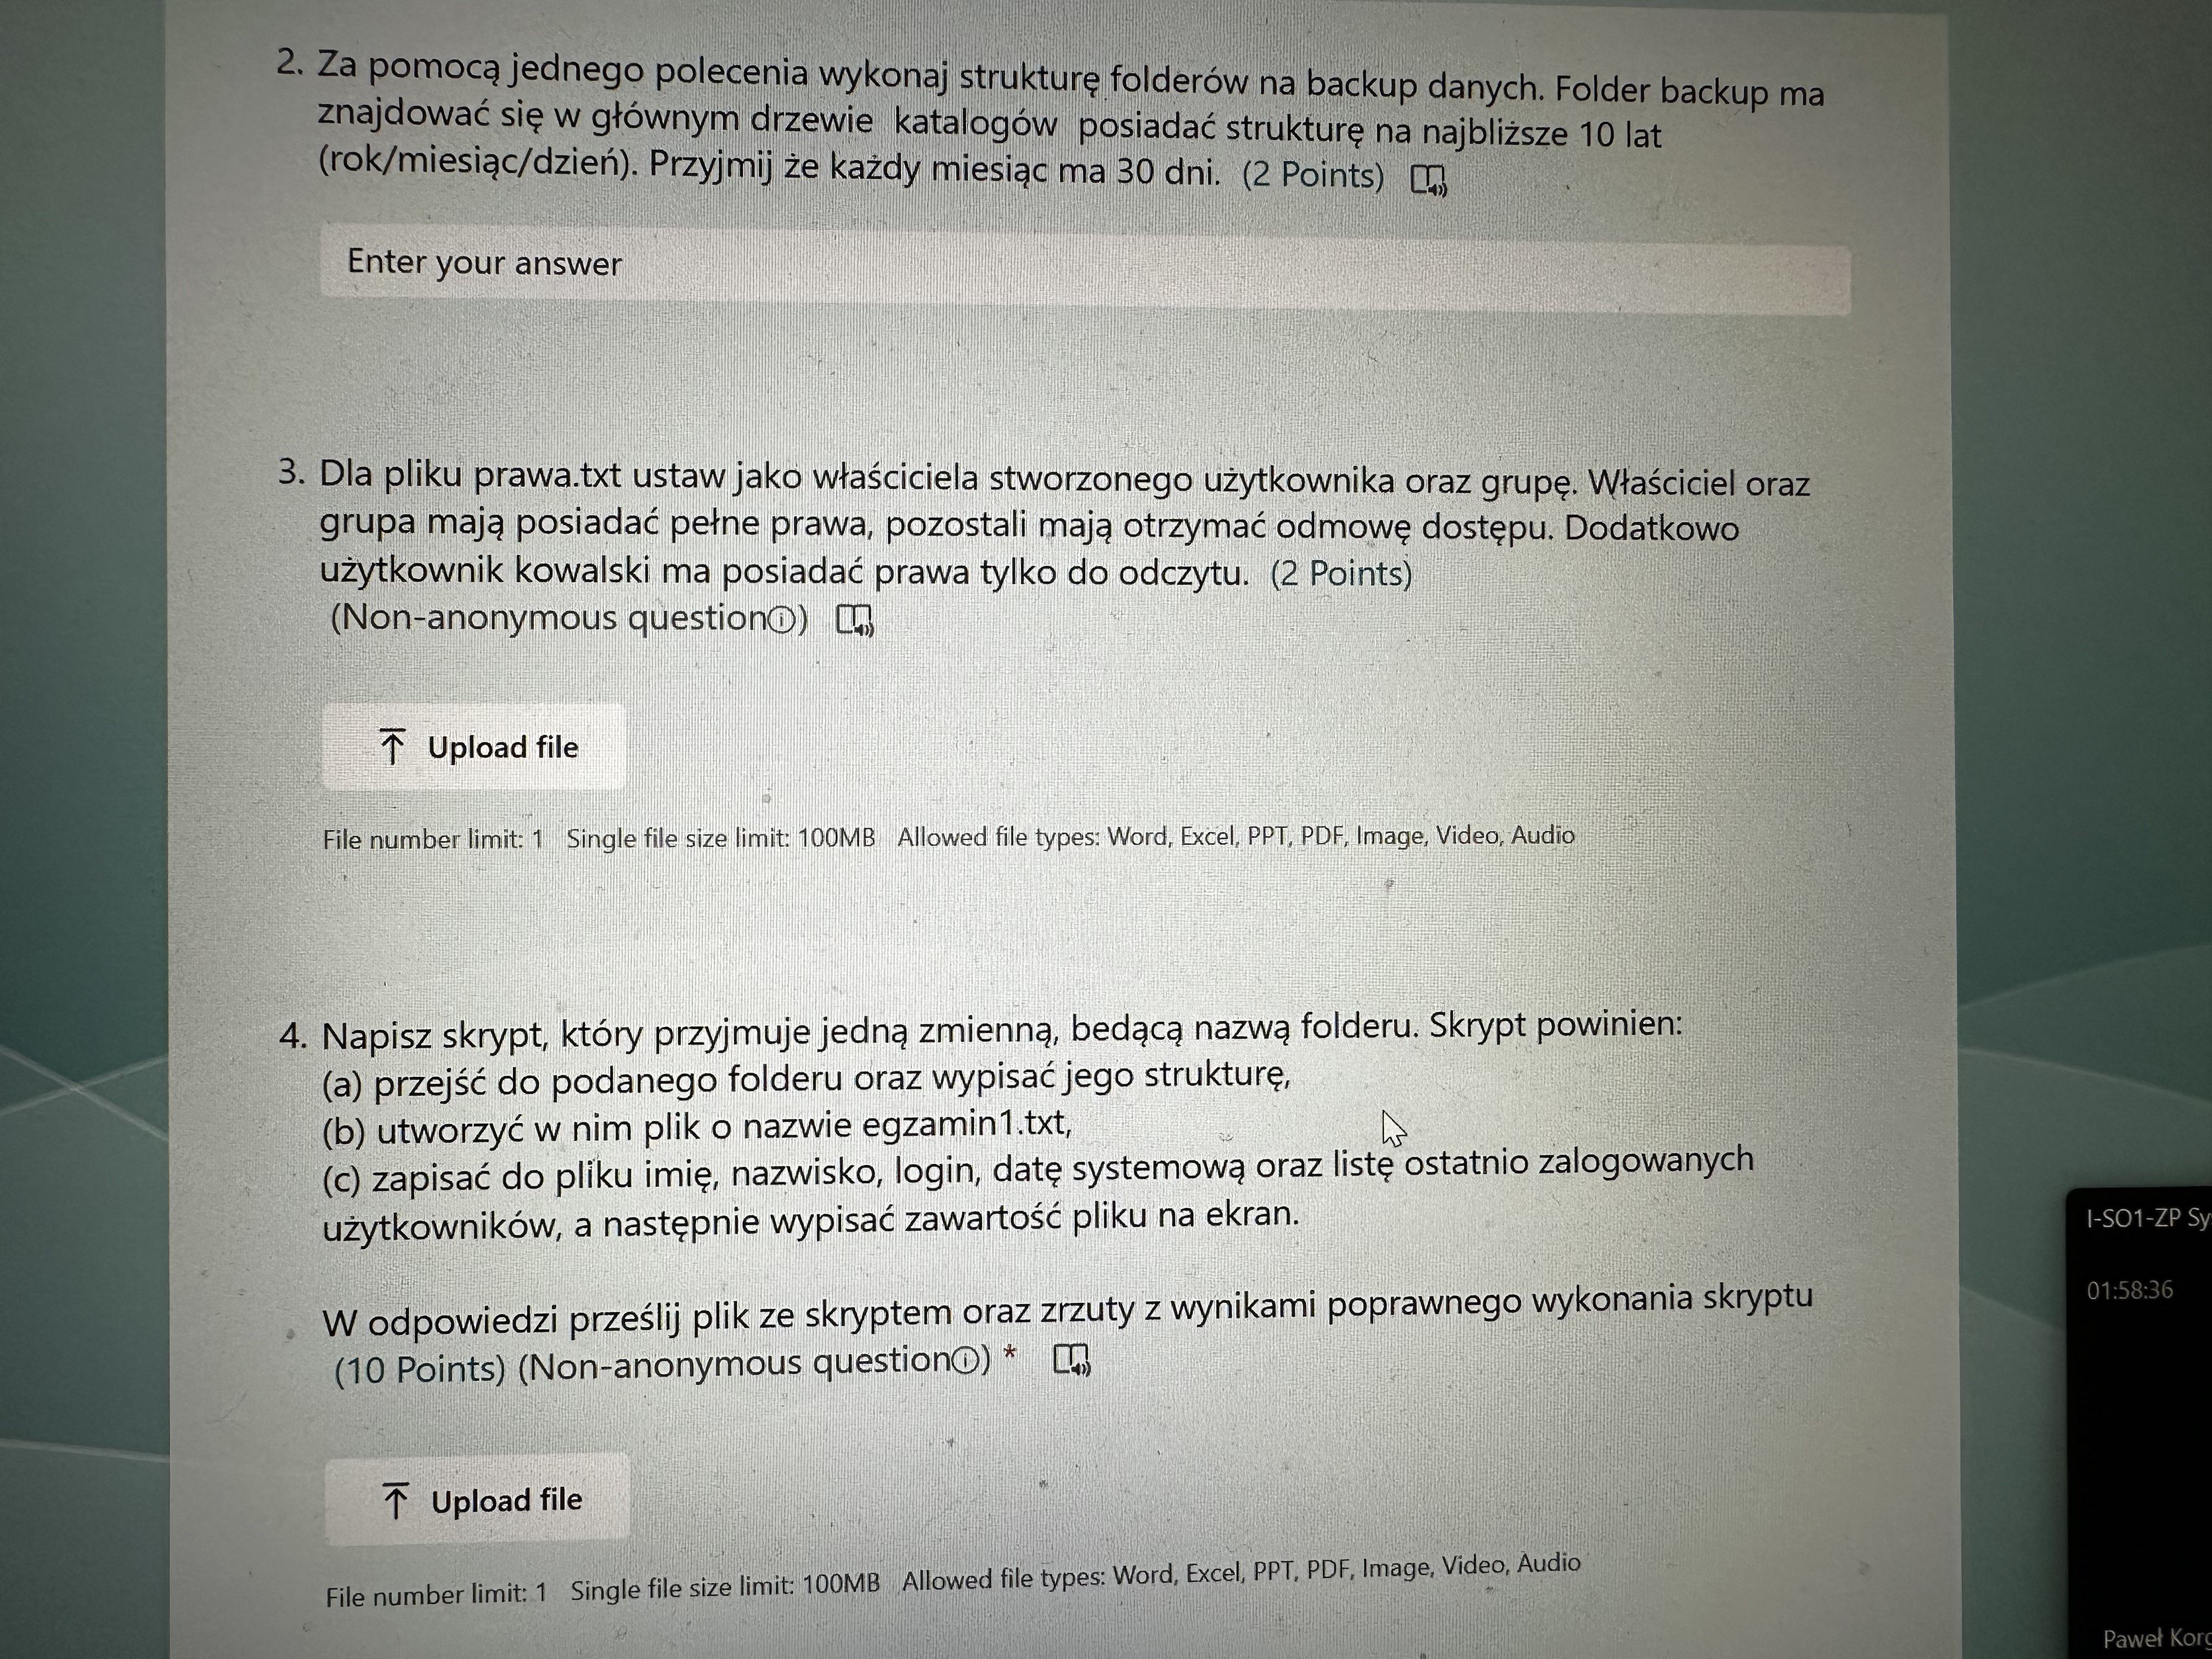 2. Za pomocą jednego polecenia wykonaj strukturę folderów na backup danych. Folder backup ma
znajdować się w głównym drzewie katalogów posiadać strukturę na najbliższe 10 lat
(rok/miesiąc/dzień). Przyjmij że każdy miesiąc ma 30 dni. (2 Points)
Enter your answer
3. Dla pliku prawa.txt ustaw jako właściciela stworzonego użytkownika oraz grupę. Właściciel oraz
grupa mają posiadać pełne prawa, pozostali mają otrzymać odmowę dostępu. Dodatkowo
użytkownik kowalski ma posiadać prawa tylko do odczytu. (2 Points)
(Non-anonymous question)
Upload file
File number limit: 1 Single file size limit: 100MB Allowed file types: Word, Excel, PPT, PDF, Image, Video, Audio
4. Napisz skrypt, który przyjmuje jedną zmienną, bedącą nazwą folderu. Skrypt powinien:
(a) przejść do podanego folderu oraz wypisać jego strukturę,
(b) utworzyć w nim plik o nazwie egzamin1.txt,
(c) zapisać do pliku imię, nazwisko, login, datę systemową oraz listę ostatnio zalogowanych
użytkowników, a następnie wypisać zawartość pliku na ekran.
W odpowiedzi prześlij plik ze skryptem oraz zrzuty z wynikami poprawnego wykonania skryptu
(10 Points) (Non-anonymous question) *
Upload file
File number limit: 1 Single file size limit: 100MB Allowed file types: Word, Excel, PPT, PDF, Image, Video, Audio
I-SO1-ZP Sy
01:58:36
Paweł Korg